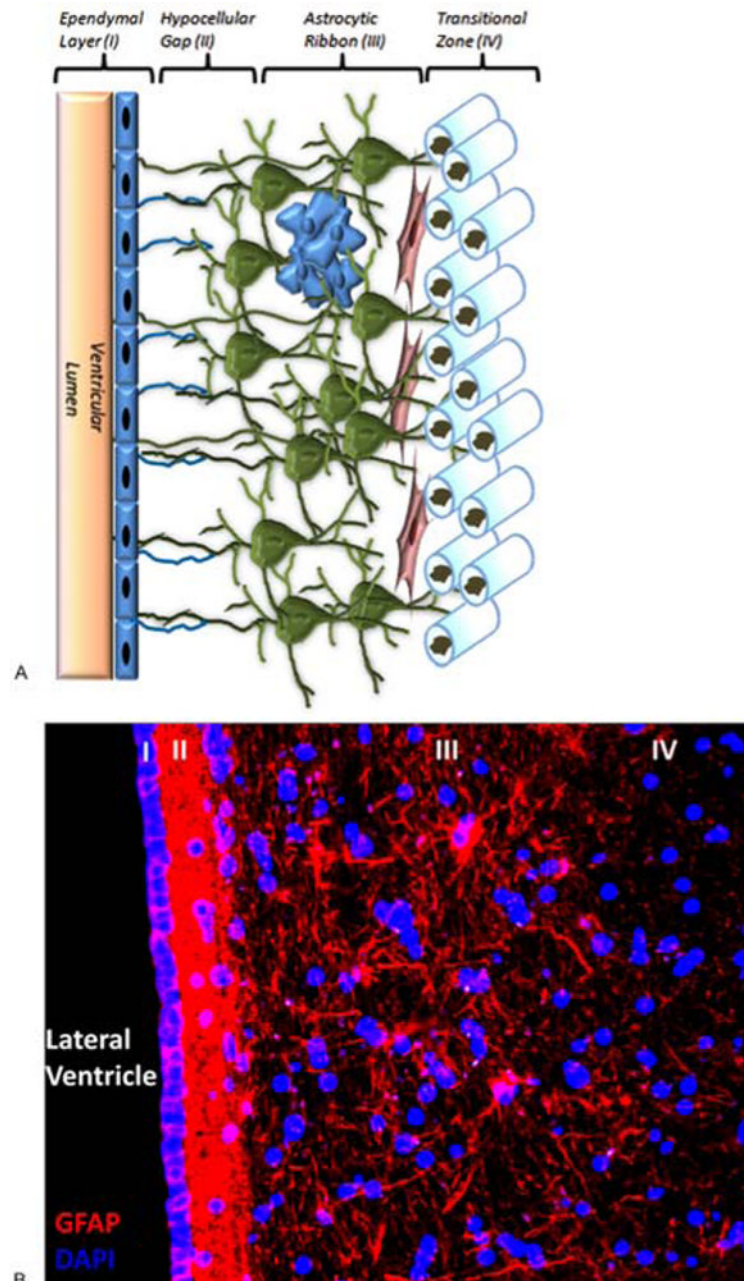 Ependymal Layer (I)
Hypocellular Gap (II)
Astrocytic Ribbon (III)
Transitional Zone (IV)
Ventricular Lumen
A
I II III IV
Lateral
Ventricle
GFAP
DAPI
B